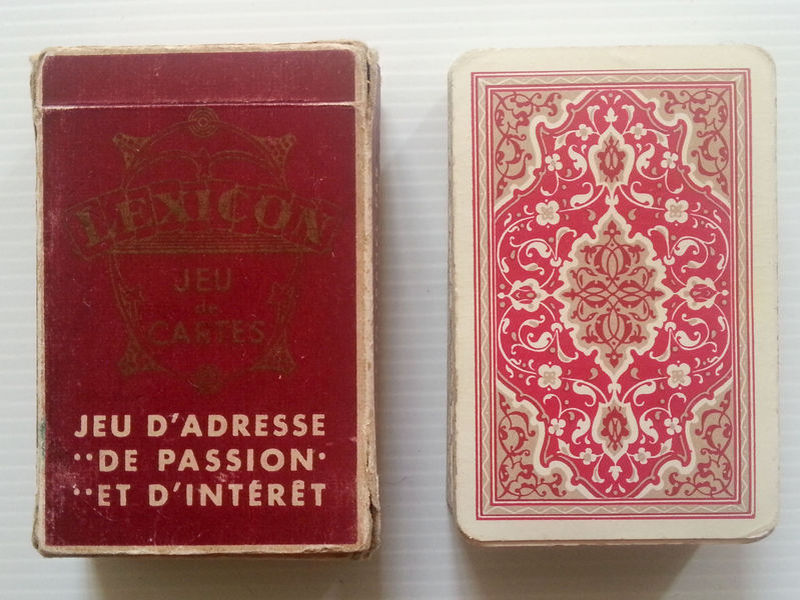 LEXICON
JEU
de
CARTES
JEU D'ADRESSE
··DE PASSION·
··ET D'INTÉRÊT